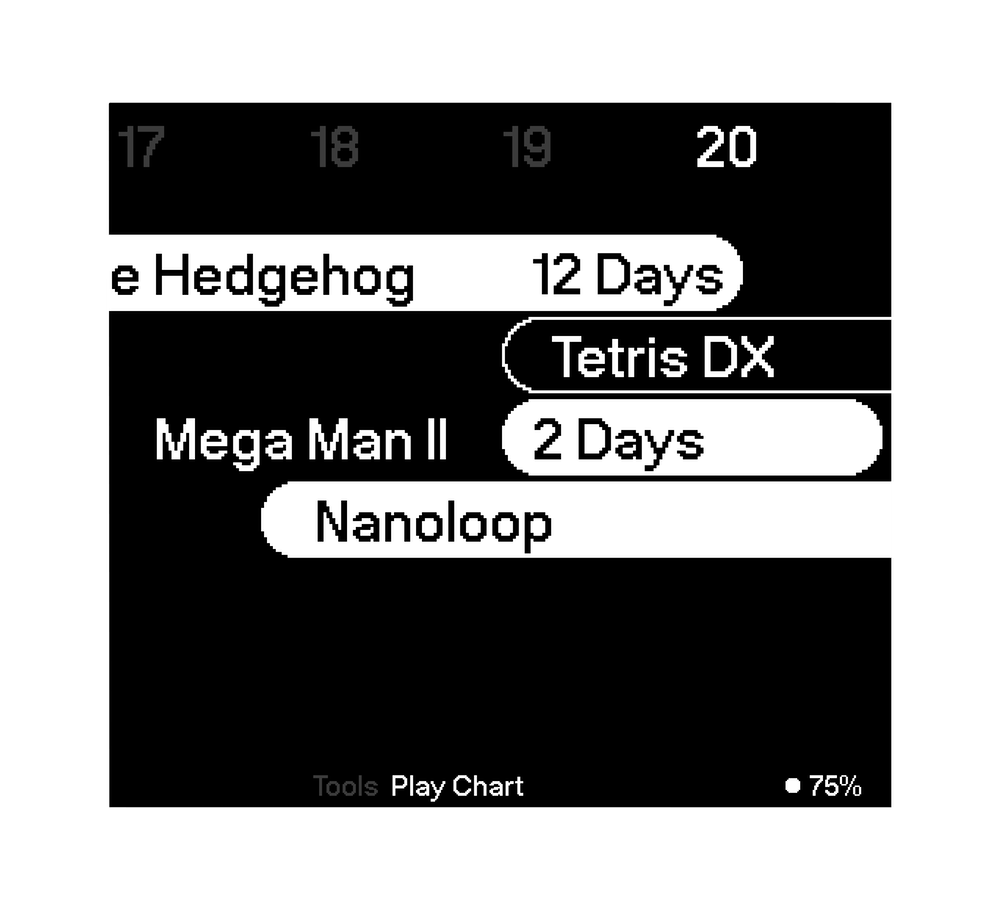 17 18 19 20
e Hedgehog 12 Days
Tetris DX
Mega Man II 2 Days
Nanoloop
Tools Play Chart 75%